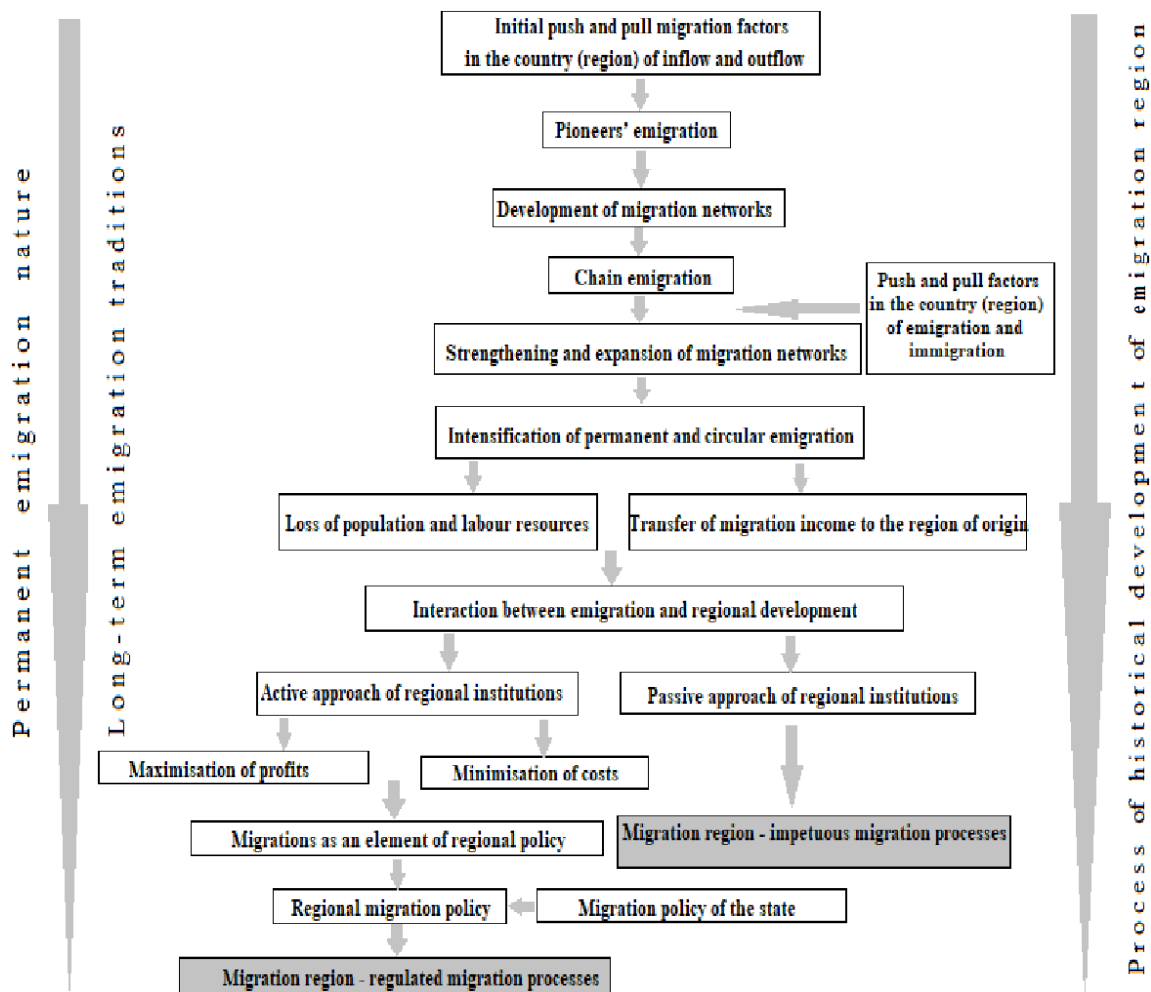 Permanent emigration nature
Long-term emigration traditions
Initial push and pull migration factors
in the country (region) of inflow and outflow
Pioneers' emigration
Development of migration networks
Chain emigration
Push and pull factors
in the country (region)
of emigration and
immigration
Strengthening and expansion of migration networks
Intensification of permanent and circular emigration
Loss of population and labour resources
Transfer of migration income to the region of origin
Interaction between emigration and regional development
Active approach of regional institutions
Passive approach of regional institutions
Maximisation of profits
Minimisation of costs
Migrations as an element of regional policy
Migration region - impetuous migration processes
Regional migration policy
Migration policy of the state
Migration region - regulated migration processes
Process of historical development of emigration region